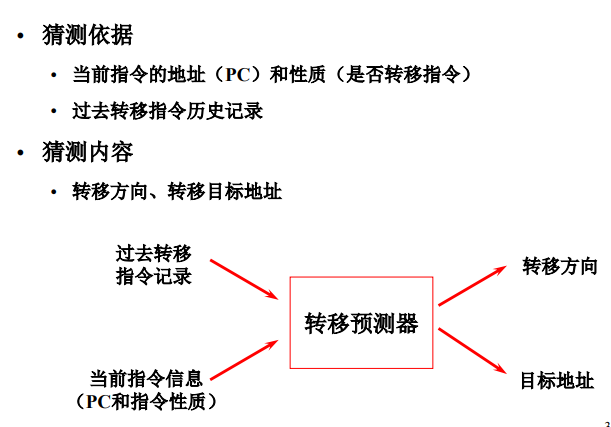 • 猜测依据
• 当前指令的地址（PC）和性质（是否转移指令）
• 过去转移指令历史记录
• 猜测内容
• 转移方向、转移目标地址
过去转移
指令记录
转移方向
转移预测器
当前指令信息
（PC和指令性质）
目标地址
3